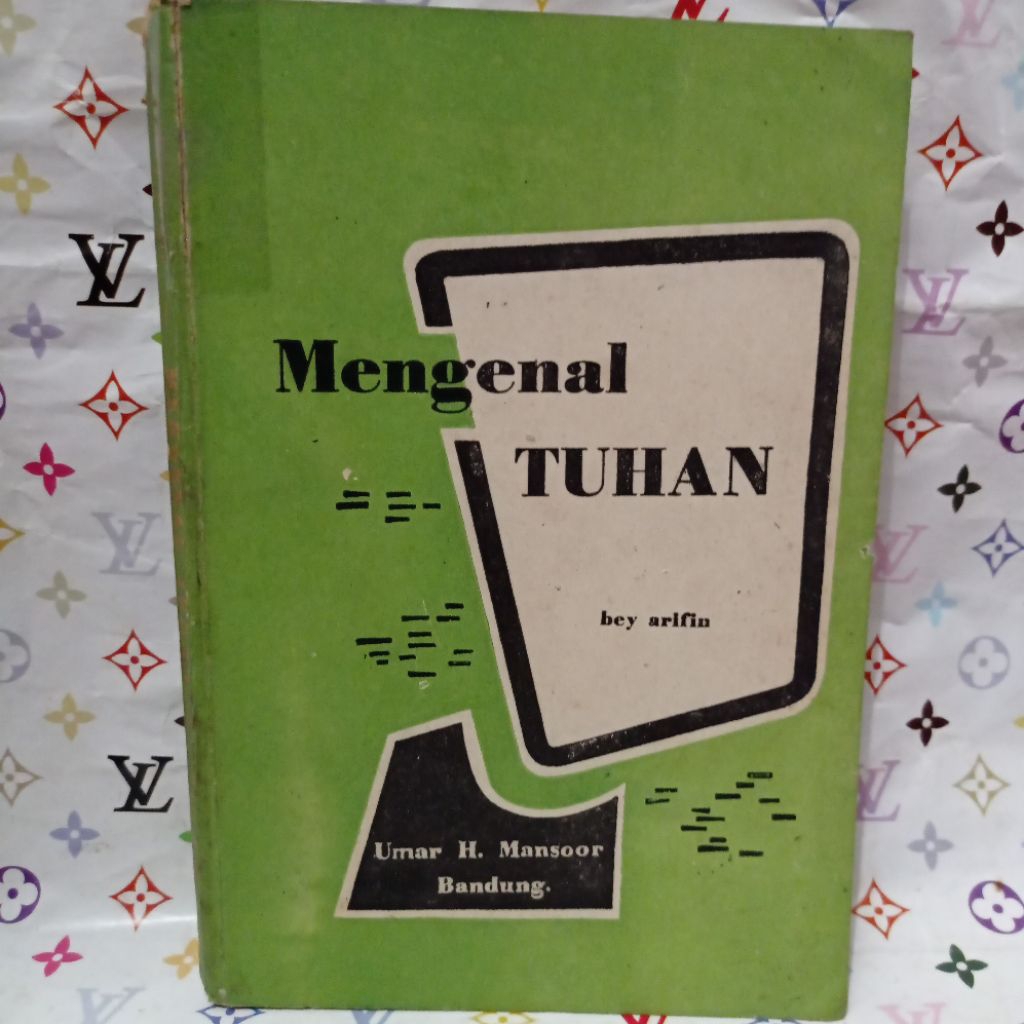 Mengenal
TUHAN
bey arifin
Umar H. Mansoor
Bandung.